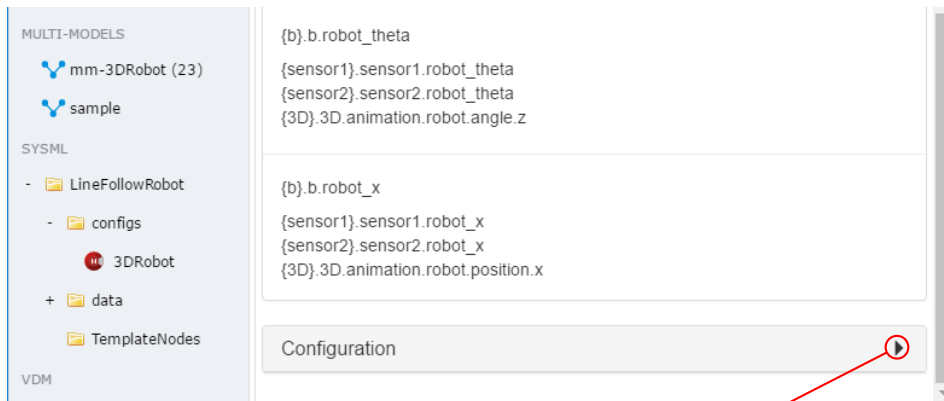 MULTI-MODELS
mm-3DRobot (23)
sample
SYSML
- LineFollowRobot
- configs
3DRobot
+ data
TemplateNodes
VDM
{b}.b.robot_theta
{sensor1}.sensor1.robot_theta
{sensor2}.sensor2.robot_theta
{3D}.3D.animation.robot.angle.z
{b}.b.robot_x
{sensor1}.sensor1.robot_x
{sensor2}.sensor2.robot_x
{3D}.3D.animation.robot.position.x
Configuration